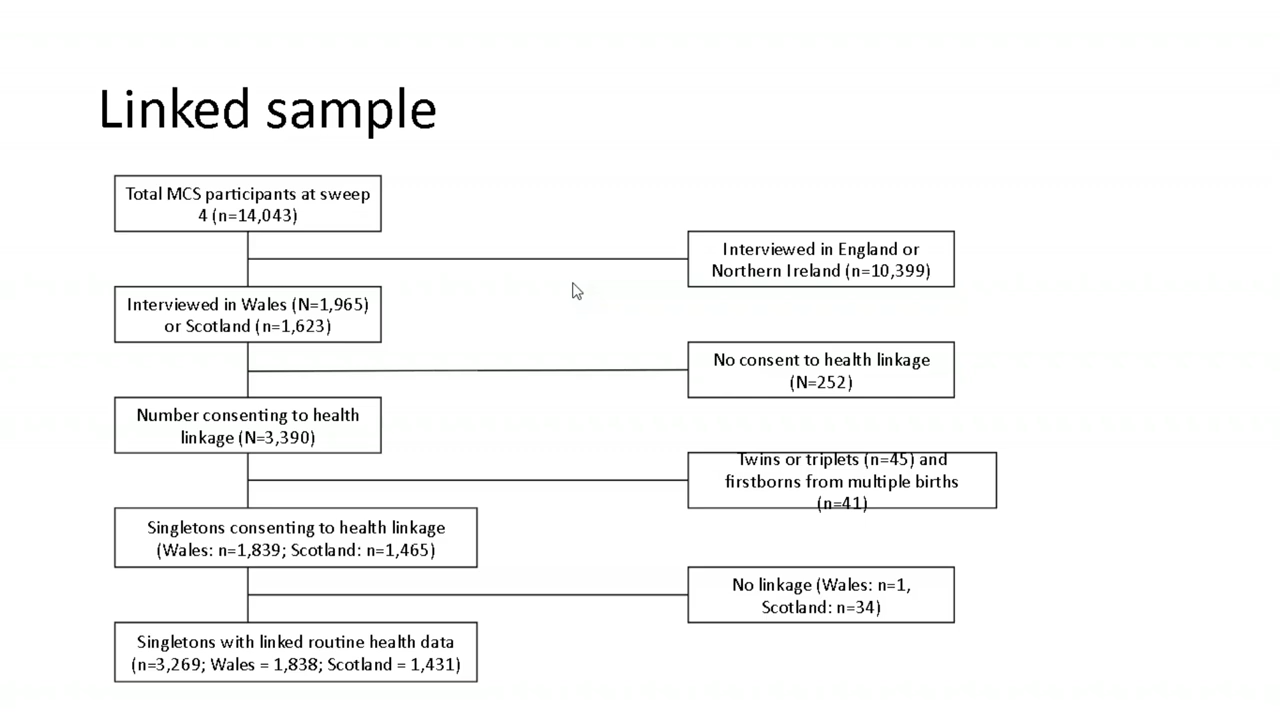 Linked sample
Total MCS participants at sweep
4 (n=14,043)
Interviewed in England or
Northern Ireland (n=10,399)
Interviewed in Wales (N=1,965)
or Scotland (n=1,623)
No consent to health linkage
(N=252)
Number consenting to health
linkage (N=3,390)
Twins or triplets (n=45) and
firstborns from multiple births
(n=41)
Singletons consenting to health linkage
(Wales: n=1,839; Scotland: n=1,465)
No linkage (Wales: n=1,
Scotland: n=34)
Singletons with linked routine health data
(n=3,269; Wales = 1,838; Scotland = 1,431)